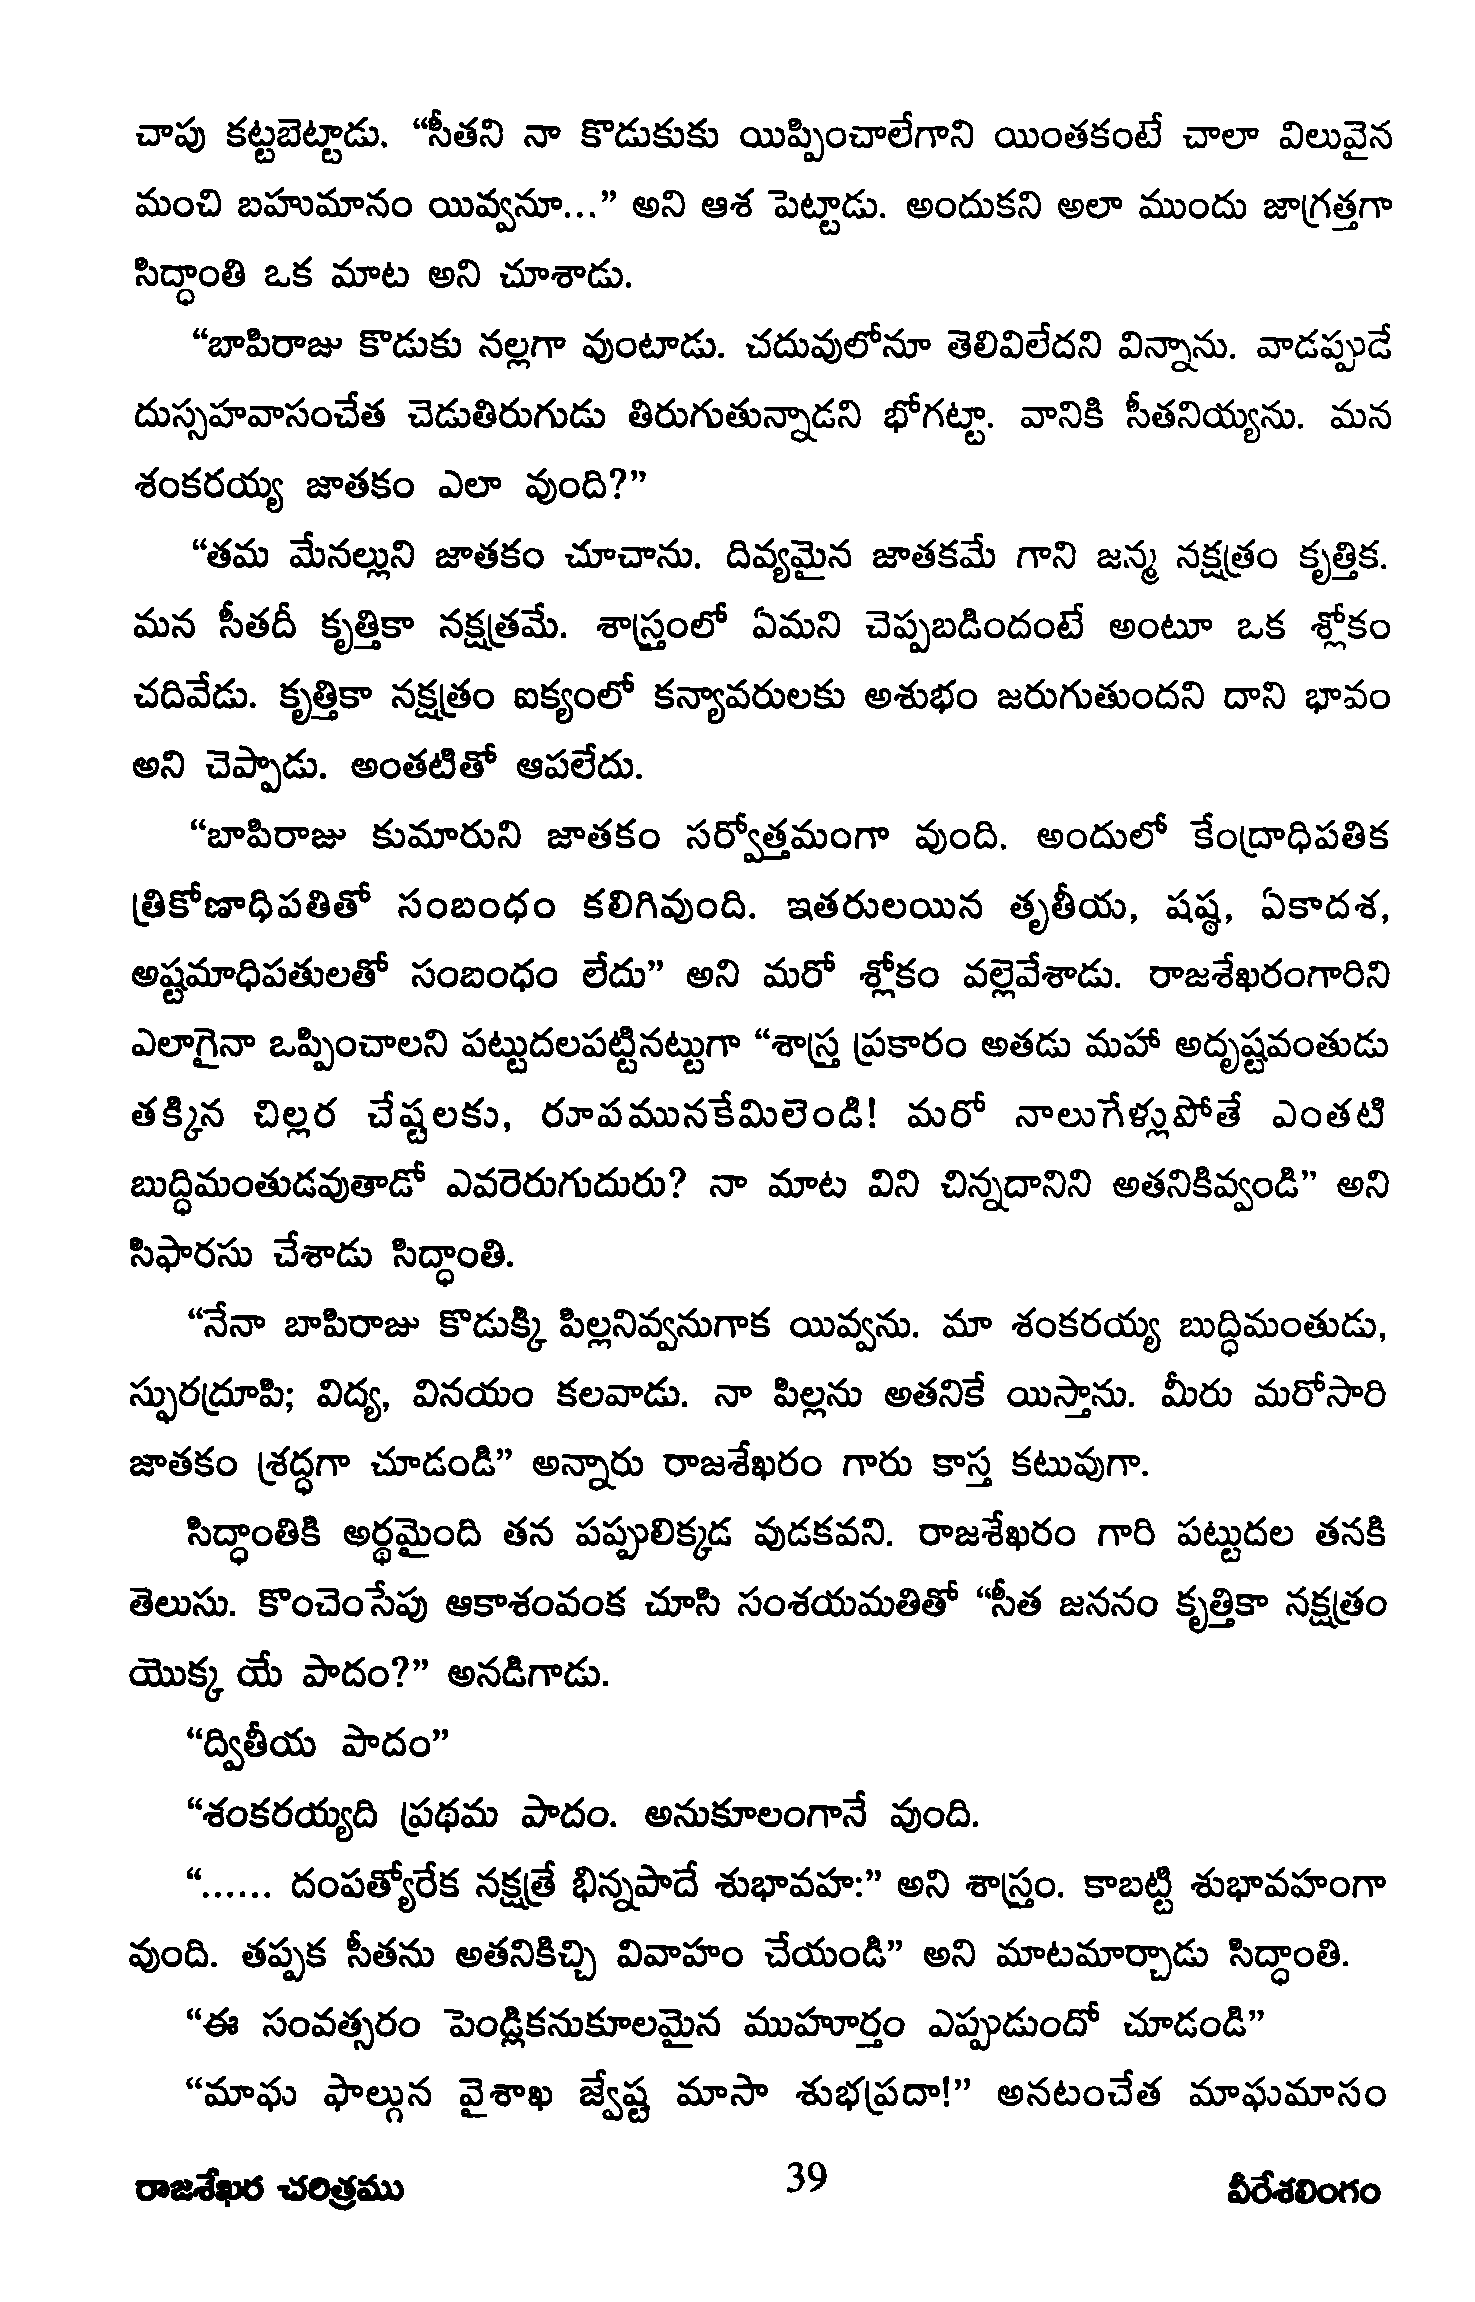 చాపు కట్టబెట్టాడు. “సీతని నా కొడుకుకు యిప్పించాలేగాని యింతకంటే చాలా విలువైన
మంచి బహుమానం యివ్వనూ...” అని ఆశ పెట్టాడు. అందుకని అలా ముందు జాగ్రత్తగా
సిద్ధాంతి ఒక మాట అని చూశాడు.
“బాపిరాజు కొడుకు నల్లగా వుంటాడు. చదువులోనూ తెలివిలేదని విన్నాను. వాడప్పుడే
దుస్సహవాసంచేత చెడుతిరుగుడు తిరుగుతున్నాడని భోగట్టా. వానికి సీతనియ్యను. మన
శంకరయ్య జాతకం ఎలా వుంది?”
“తమ మేనల్లుని జాతకం చూచాను. దివ్యమైన జాతకమే గాని జన్మ నక్షత్రం కృత్తిక.
మన సీతదీ కృత్తికా నక్షత్రమే. శాస్త్రంలో ఏమని చెప్పబడిందంటే అంటూ ఒక శ్లోకం
చదివేడు. కృత్తికా నక్షత్రం ఐక్యంలో కన్యావరులకు అశుభం జరుగుతుందని దాని భావం
అని చెప్పాడు. అంతటితో ఆపలేదు.
“బాపిరాజు కుమారుని జాతకం సర్వోత్తమంగా వుంది. అందులో కేంద్రాధిపతిక
త్రికోణాధిపతితో సంబంధం కలిగివుంది. ఇతరులయిన తృతీయ, షష్ఠ, ఏకాదశ,
అష్టమాధిపతులతో సంబంధం లేదు” అని మరో శ్లోకం వల్లెవేశాడు. రాజశేఖరంగారిని
ఎలాగైనా ఒప్పించాలని పట్టుదలపట్టినట్టుగా “శాస్త్ర ప్రకారం అతడు మహా అదృష్టవంతుడు
తక్కిన చిల్లర చేష్టలకు, రూపమునకేమిలెండి! మరో నాలుగేళ్లుపోతే ఎంతటి
బుద్ధిమంతుడవుతాడో ఎవరెరుగుదురు? నా మాట విని చిన్నదానిని అతనికివ్వండి” అని
సిఫారసు చేశాడు సిద్ధాంతి.
“నేనా బాపిరాజు కొడుక్కి పిల్లనివ్వనుగాక యివ్వను. మా శంకరయ్య బుద్ధిమంతుడు,
స్ఫురద్రూపి; విద్య, వినయం కలవాడు. నా పిల్లను అతనికే యిస్తాను. మీరు మరోసారి
జాతకం శ్రద్ధగా చూడండి” అన్నారు రాజశేఖరం గారు కాస్త కటువుగా.
సిద్ధాంతికి అర్థమైంది తన పప్పులిక్కడ వుడకవని. రాజశేఖరం గారి పట్టుదల తనకి
తెలుసు. కొంచెంసేపు ఆకాశంవంక చూసి సంశయమతితో “సీత జననం కృత్తికా నక్షత్రం
యొక్క యే పాదం?” అనడిగాడు.
“ద్వితీయ పాదం”
“శంకరయ్యది ప్రథమ పాదం. అనుకూలంగానే వుంది.
“...... దంపత్యోరేక నక్షత్రే భిన్నపాదే శుభావహః” అని శాస్త్రం. కాబట్టి శుభావహంగా
వుంది. తప్పక సీతను అతనికిచ్చి వివాహం చేయండి” అని మాటమార్చాడు సిద్ధాంతి.
“ఈ సంవత్సరం పెండ్లికనుకూలమైన ముహూర్తం ఎప్పుడుందో చూడండి”
“మాఘ ఫాల్గున వైశాఖ జ్యేష్ట మాసా శుభప్రదా!” అనటంచేత మాఘమాసం
రాజశేఖర చరిత్రము 39 వీరేశలింగం